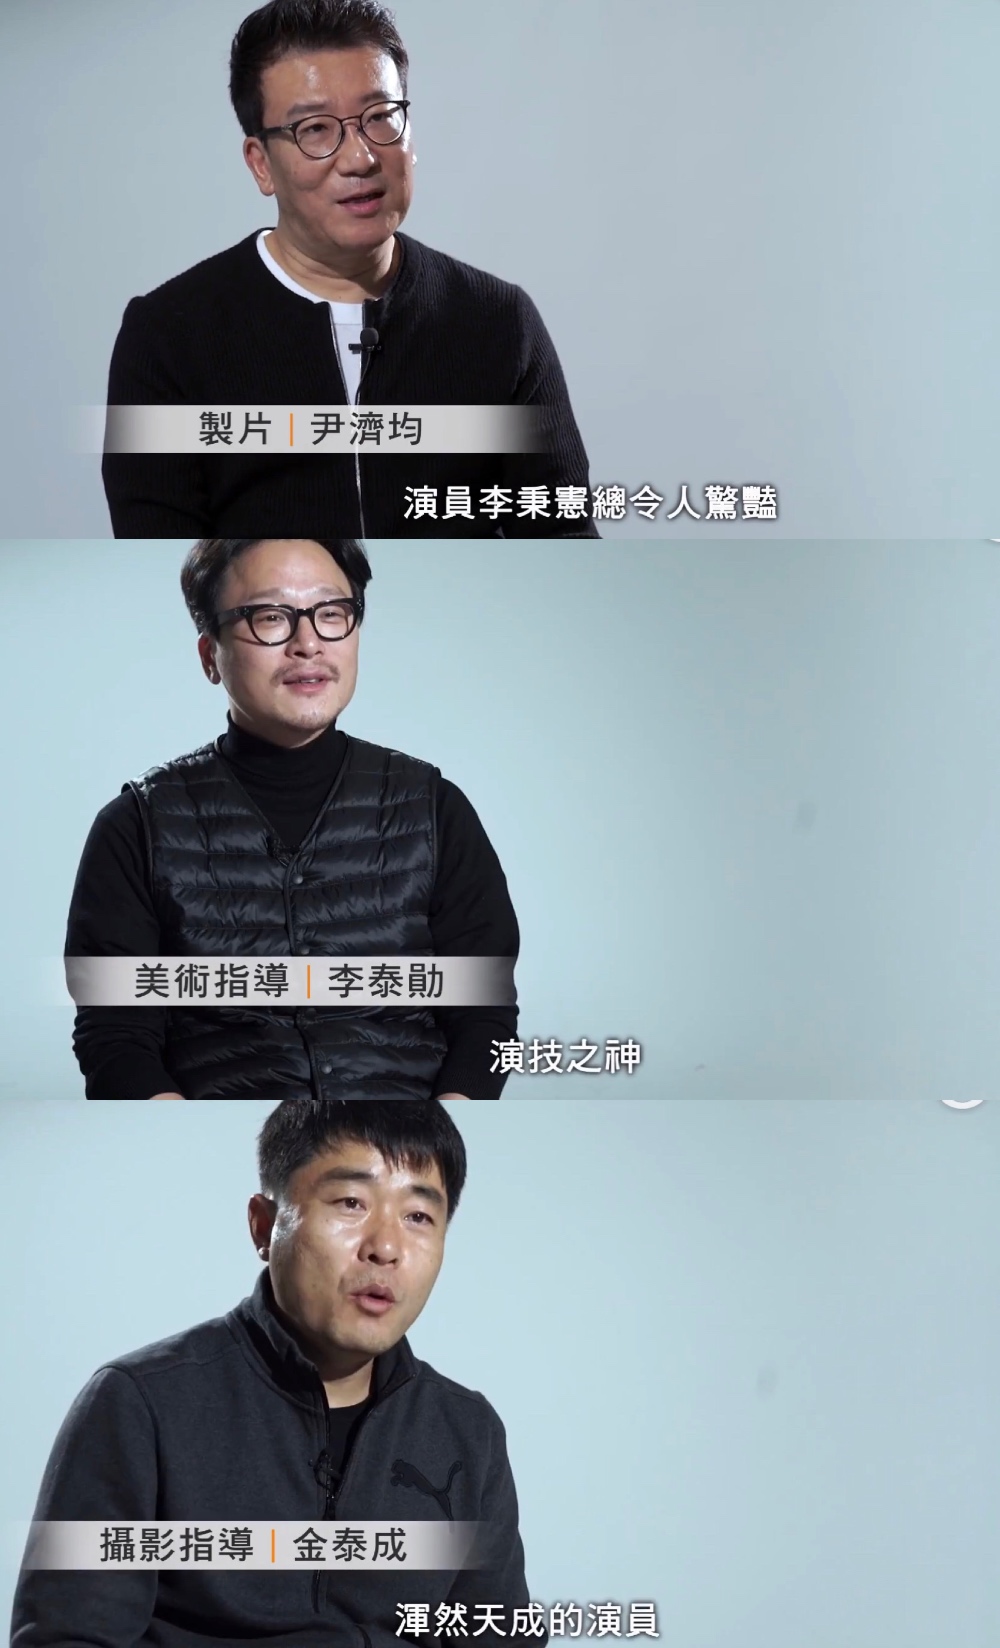 製片｜尹濟均
演員李秉憲總令人驚豔
美術指導｜李泰勛
演技之神
攝影指導｜金泰成
渾然天成的演員